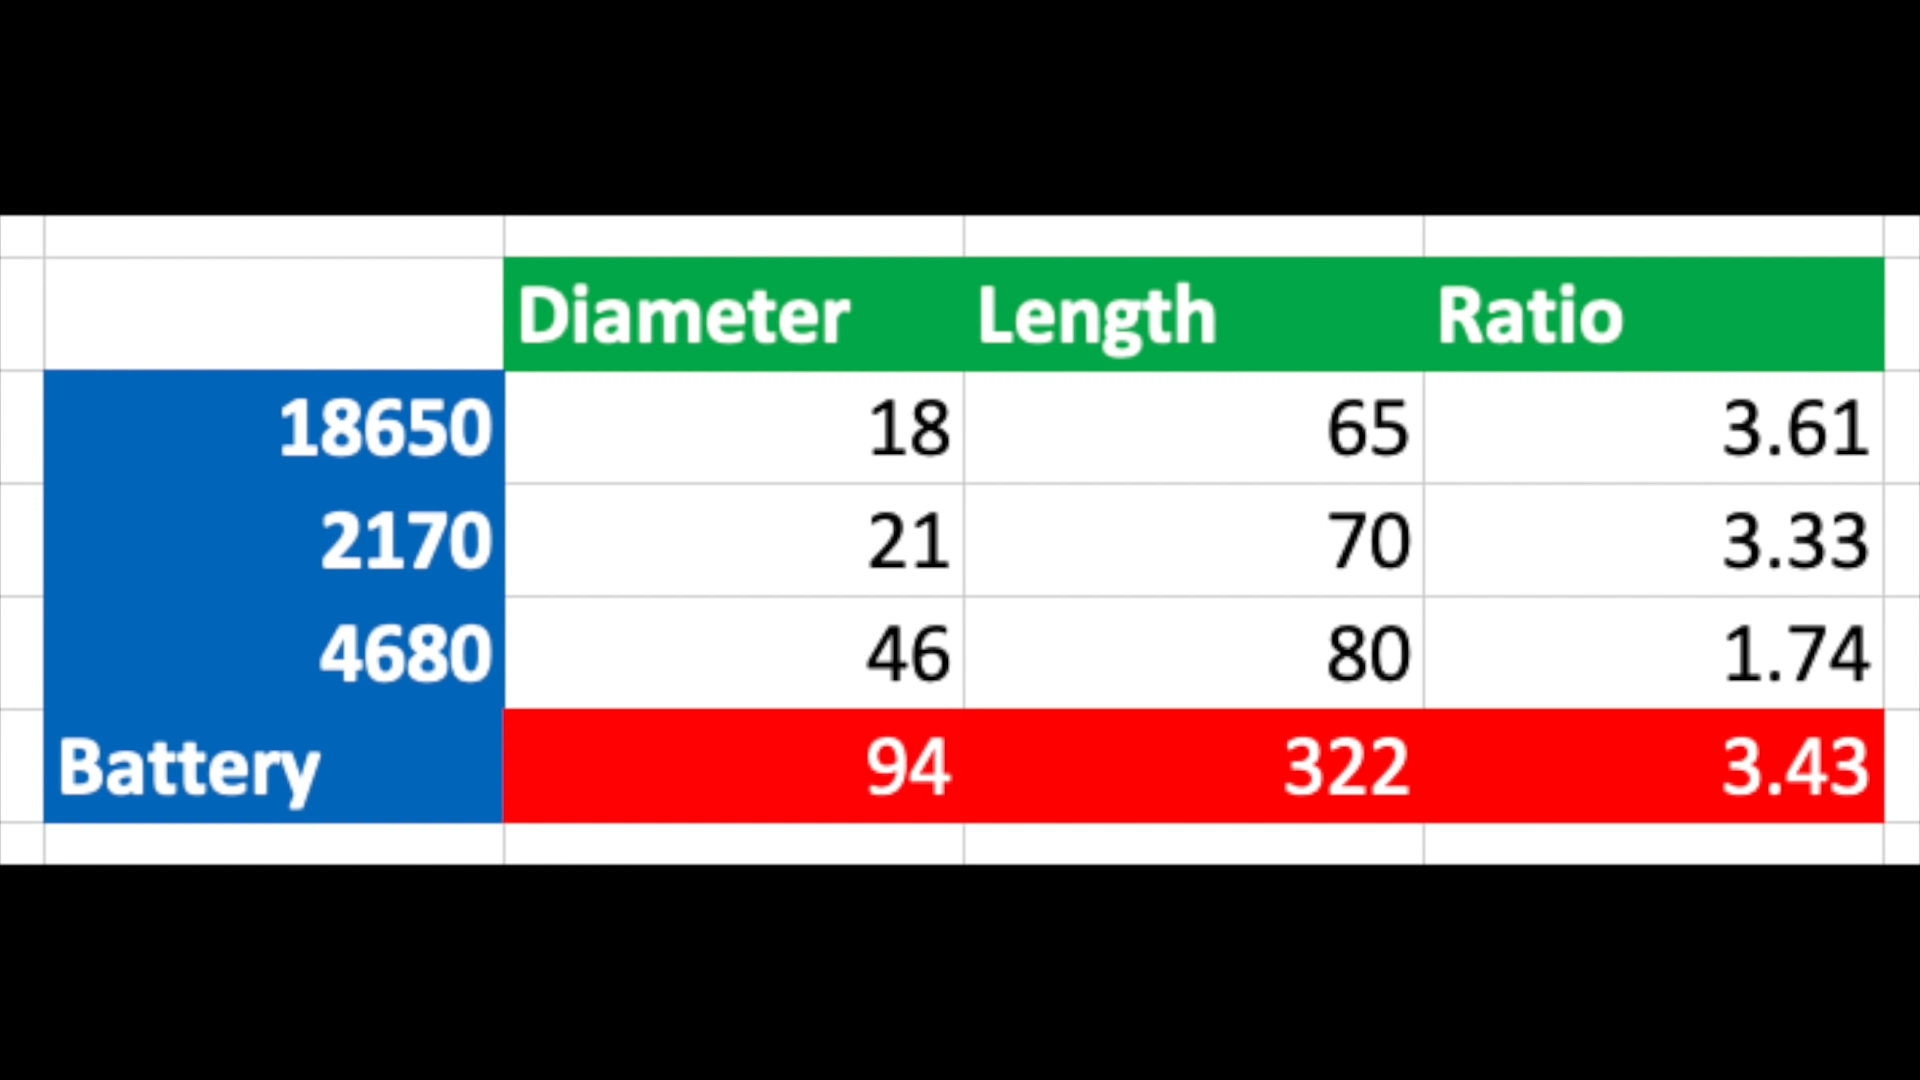 Diameter Length Ratio
18650 18 65 3.61
2170 21 70 3.33
4680 46 80 1.74
Battery 94 322 3.43